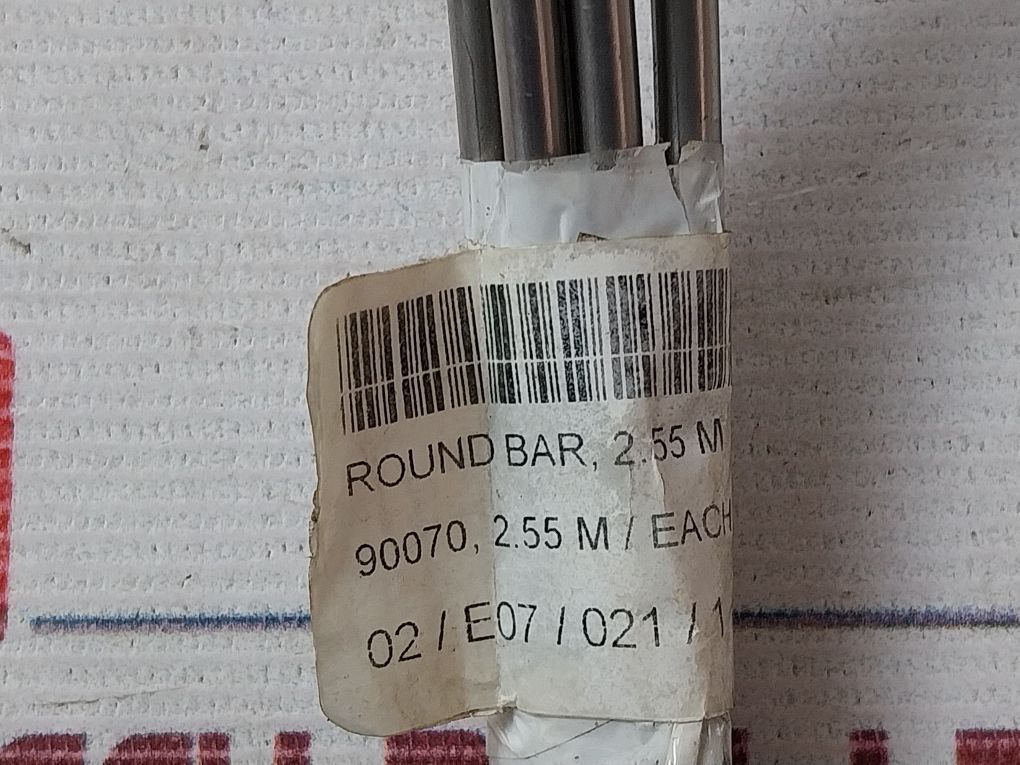 ROUND BAR, 2.55 M
90070, 2.55 M / EACH
02 / E07 / 021 / 1